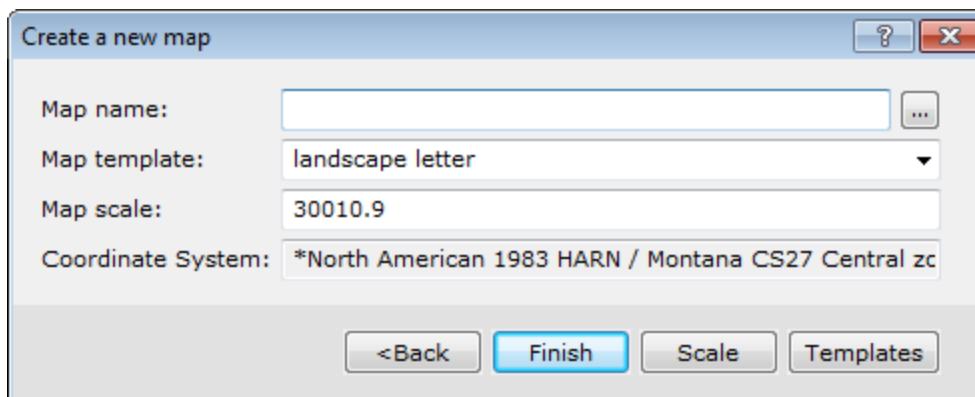 Create a new map
Map name:
...
Map template: landscape letter
Map scale: 30010.9
Coordinate System: *North American 1983 HARN / Montana CS27 Central
<Back Finish Scale Templates